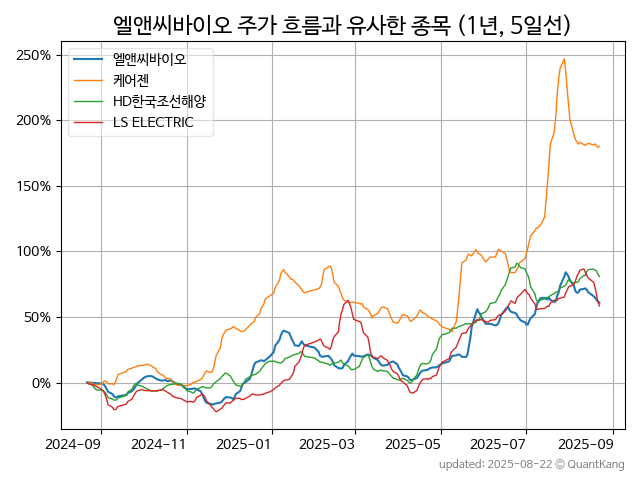 엘앤씨바이오 주가 흐름과 유사한 종목 (1년, 5일선)
엘앤씨바이오
케어젠
HD한국조선해양
LS ELECTRIC
250%
200%
150%
100%
50%
0%
2024-09 2024-11 2025-01 2025-03 2025-05 2025-07 2025-09
updated: 2025-08-22 © QuantKang